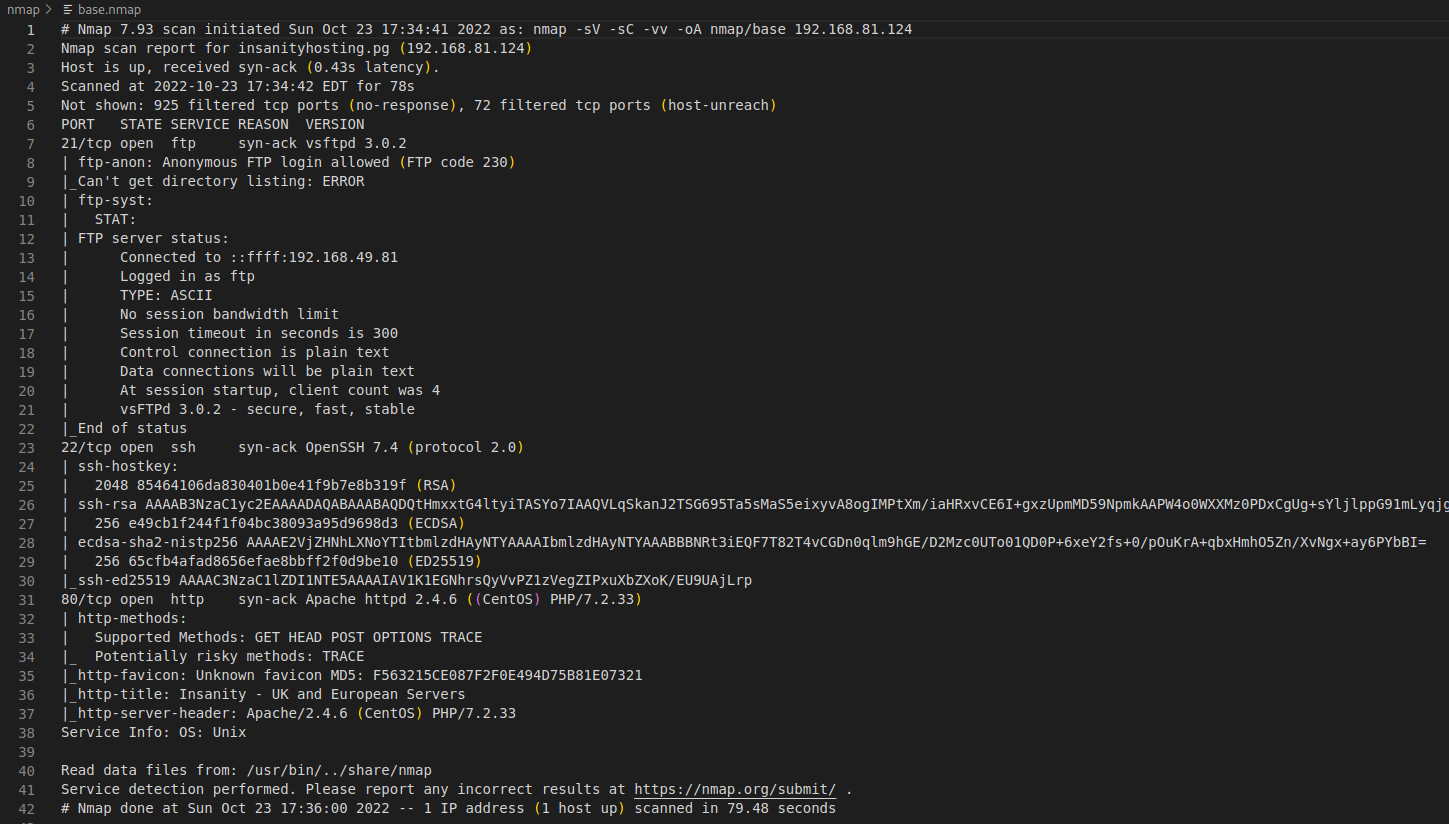 nmap > base.nmap
1 # Nmap 7.93 scan initiated Sun Oct 23 17:34:41 2022 as: nmap -sV -sC -vv -oA nmap/base 192.168.81.124
2 Nmap scan report for insanityhosting.pg (192.168.81.124)
3 Host is up, received syn-ack (0.43s latency).
4 Scanned at 2022-10-23 17:34:42 EDT for 78s
5 Not shown: 925 filtered tcp ports (no-response), 72 filtered tcp ports (host-unreach)
6 PORT   STATE SERVICE REASON  VERSION
7 21/tcp open  ftp     syn-ack vsftpd 3.0.2
8 | ftp-anon: Anonymous FTP login allowed (FTP code 230)
9 |_Can't get directory listing: ERROR
10 | ftp-syst:
11 |   STAT:
12 | FTP server status:
13 |      Connected to ::ffff:192.168.49.81
14 |      Logged in as ftp
15 |      TYPE: ASCII
16 |      No session bandwidth limit
17 |      Session timeout in seconds is 300
18 |      Control connection is plain text
19 |      Data connections will be plain text
20 |      At session startup, client count was 4
21 |      vsFTPd 3.0.2 - secure, fast, stable
22 |_End of status
23 22/tcp open  ssh     syn-ack OpenSSH 7.4 (protocol 2.0)
24 | ssh-hostkey:
25 |   2048 85464106da830401b0e41f9b7e8b319f (RSA)
26 | ssh-rsa AAAAB3NzaC1yc2EAAAADAQABAAABAQDQtHmxxtG4ltyiTASYo7IAAQVLqSkanJ2TSG695Ta5sMaS5eixyvA8ogIMPtXm/iaHRxvCE6I+gxzUpmMD59NpmkAAPW4o0WXXMz0PDxCgUg+sYljlppG91mLyqjg
27 |   256 e49cb1f244f1f04bc38093a95d9698d3 (ECDSA)
28 | ecdsa-sha2-nistp256 AAAAE2VjZHNhLXNoYTItbmlzdHAyNTYAAAAIbmlzdHAyNTYAAABBBNRt3iEQF7T82T4vCGDn0qlm9hGE/D2Mzc0UTo01QD0P+6xeY2fs+0/pOuKrA+qbxHmhO5Zn/XvNgx+ay6PYbBI=
29 |   256 65cfb4afad8656efae8bbff2f0d9be10 (ED25519)
30 |_ssh-ed25519 AAAAC3NzaC1lZDI1NTE5AAAAIAV1K1EGNhrsQyVvPZ1zVegZIPxuXbZXoK/EU9UAjLrp
31 80/tcp open  http    syn-ack Apache httpd 2.4.6 ((CentOS) PHP/7.2.33)
32 | http-methods:
33 |   Supported Methods: GET HEAD POST OPTIONS TRACE
34 |_  Potentially risky methods: TRACE
35 |_http-favicon: Unknown favicon MD5: F563215CE087F2F0E494D75B81E07321
36 |_http-title: Insanity - UK and European Servers
37 |_http-server-header: Apache/2.4.6 (CentOS) PHP/7.2.33
38 Service Info: OS: Unix
39
40 Read data files from: /usr/bin/../share/nmap
41 Service detection performed. Please report any incorrect results at https://nmap.org/submit/ .
42 # Nmap done at Sun Oct 23 17:36:00 2022 -- 1 IP address (1 host up) scanned in 79.48 seconds